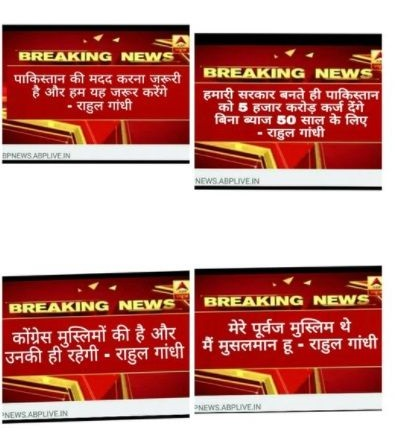 BREAKING NEWS
पाकिस्तान की मदद करना जरूरी
है और हम यह जरूर करेंगे
- राहुल गांधी
BPNEWS.ABPLIVE.IN
BREAKING NEWS
हमारी सरकार बनते ही पाकिस्तान
को 5 हजार करोड़ कर्ज देंगे
बिना ब्याज 50 साल के लिए
- राहुल गांधी
NEWS.ABPLIVE.IN
BREAKING NEWS
कोंग्रेस मुस्लिमों की है और
उनकी ही रहेगी - राहुल गांधी
PNEWS.ABPLIVE.IN
BREAKING NEWS
मेरे पूर्वज मुस्लिम थे
मैं मुसलमान हू - राहुल गांधी
PNEWS.ABPLIVE.IN